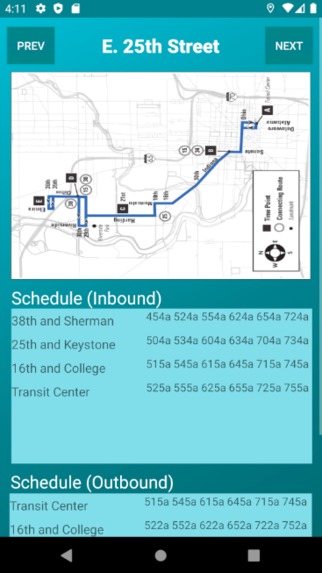 4:11
PREV
E. 25th Street
NEXT
A
B
C
D
E
Time Point
Connecting Route
Schedule (Inbound)
38th and Sherman 454a 524a 554a 624a 654a 724a
25th and Keystone 504a 534a 604a 634a 704a 734a
16th and College 515a 545a 615a 645a 715a 745a
Transit Center 525a 555a 625a 655a 725a 755a
Schedule (Outbound)
Transit Center 515a 545a 615a 645a 715a 745a
16th and College 522a 552a 622a 652a 722a 752a